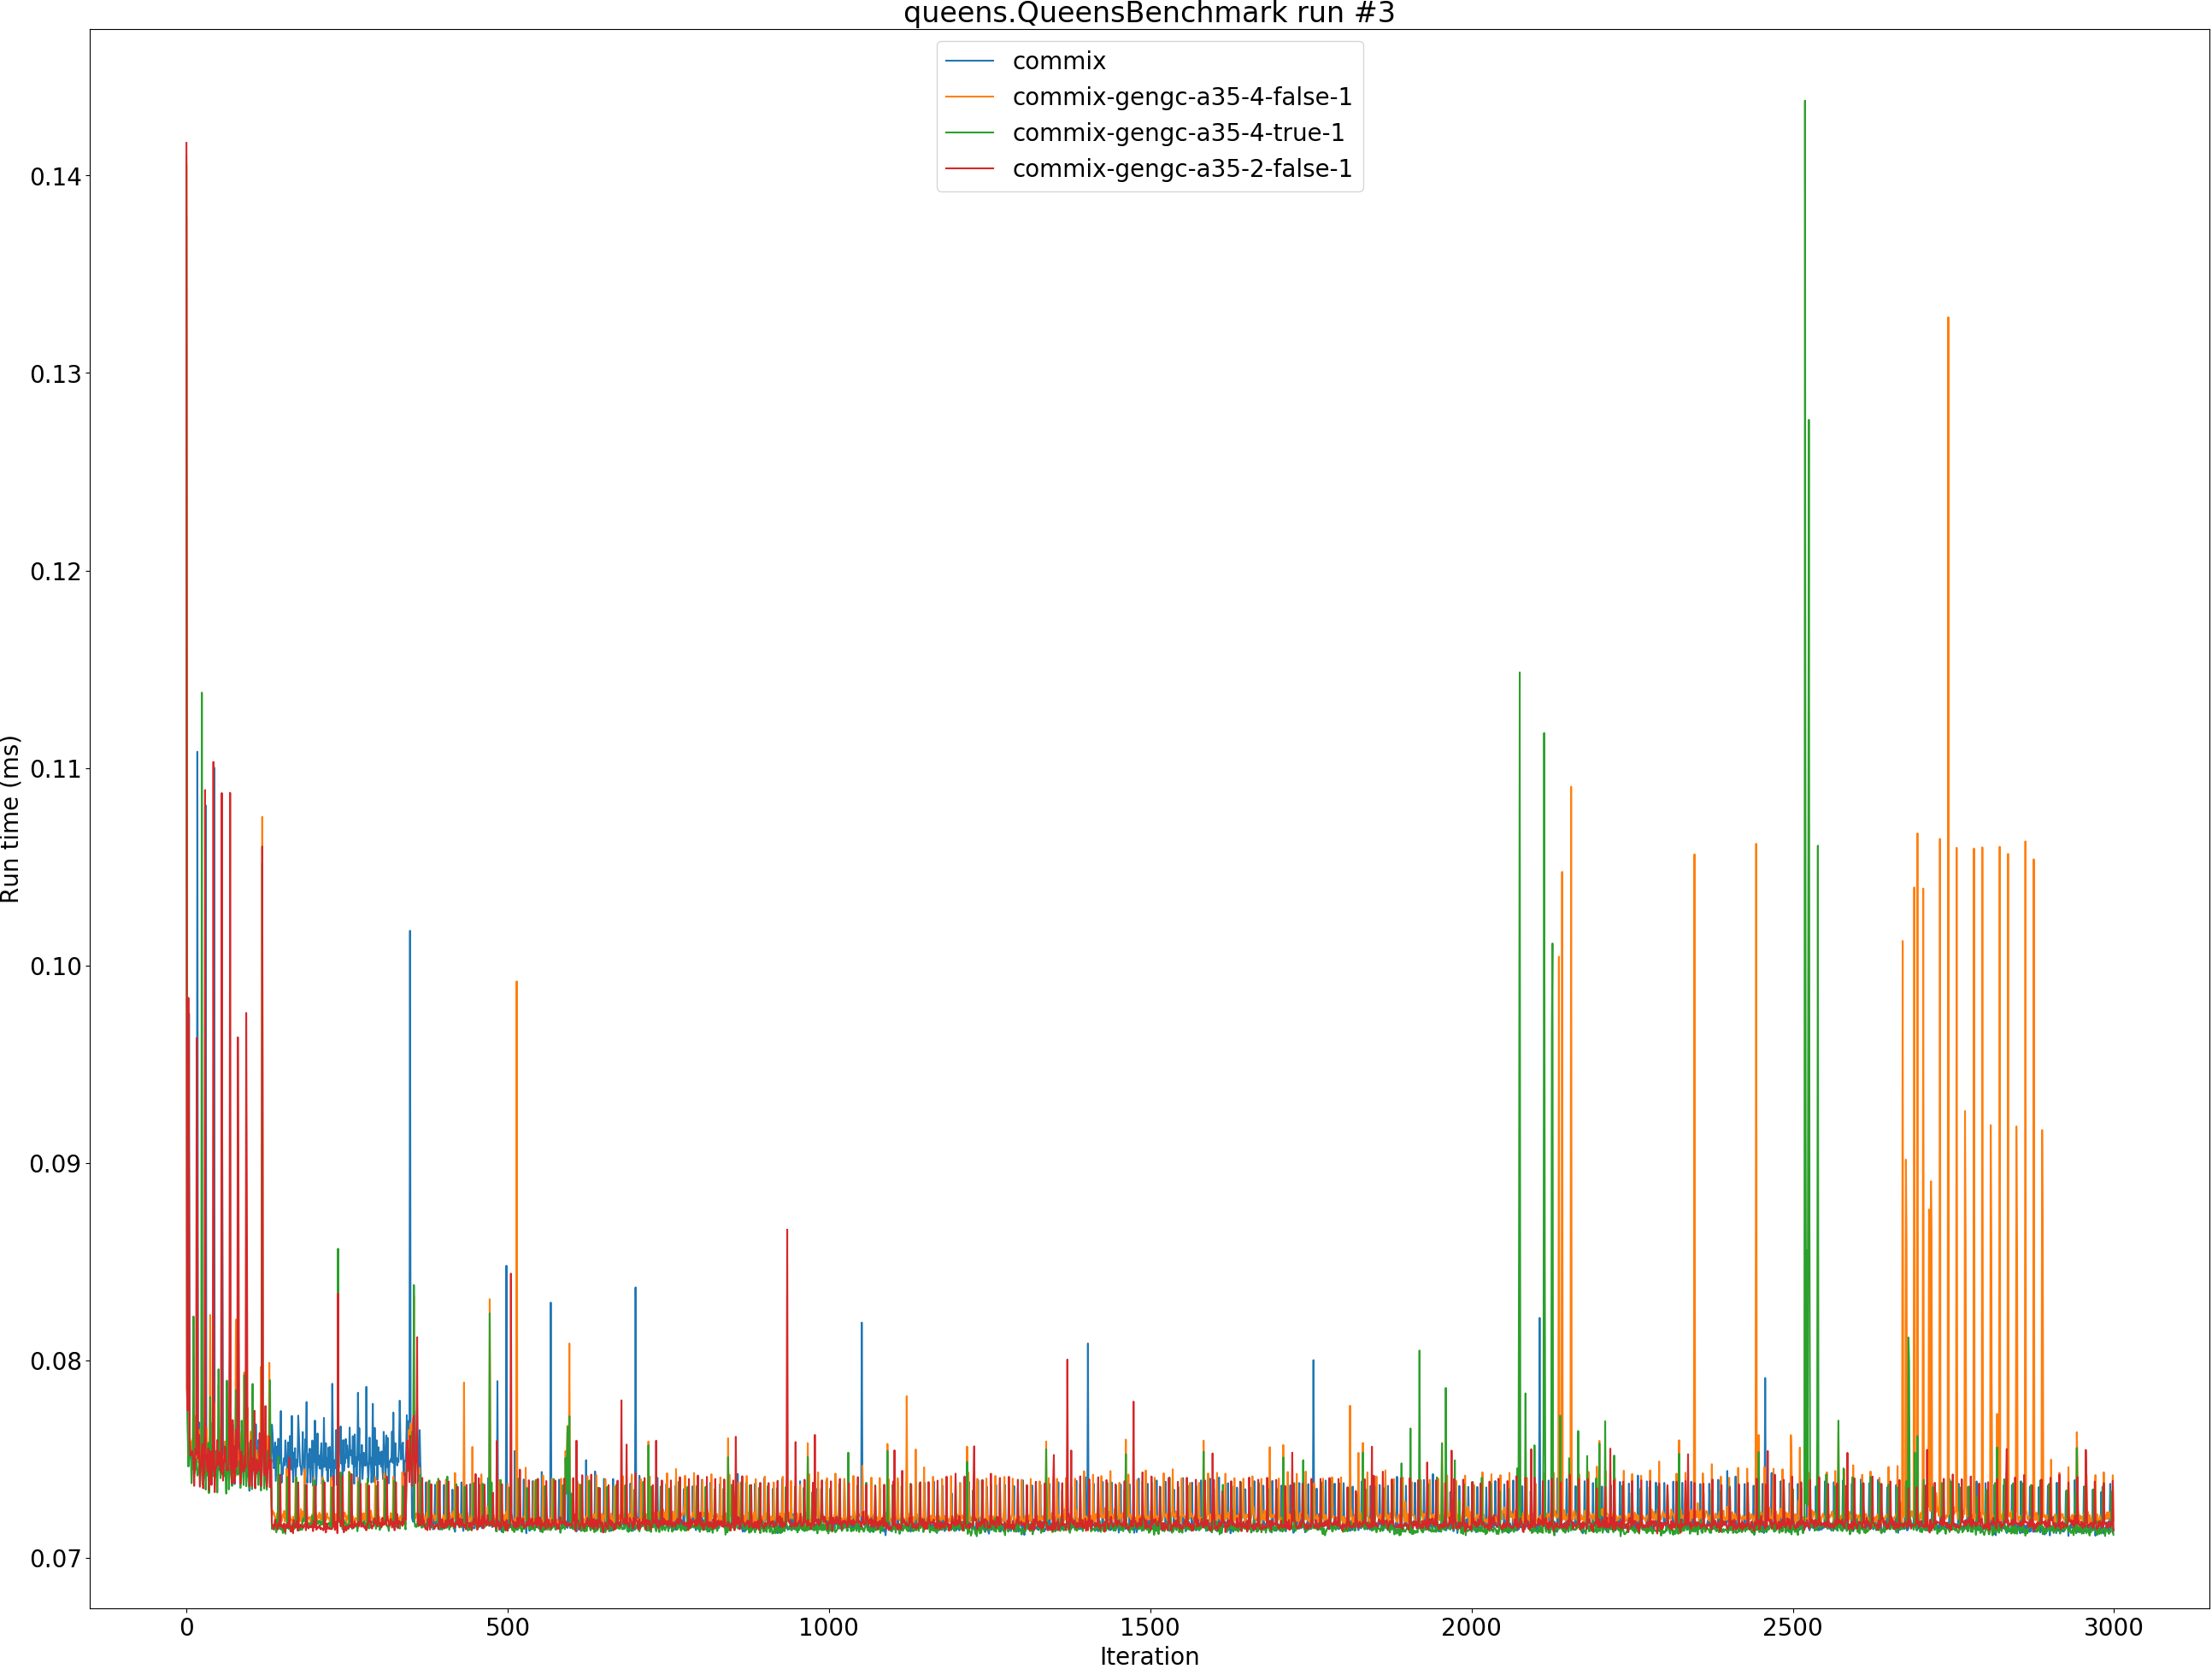 queens.QueensBenchmark run #3
commix
commix-gengc-a35-4-false-1
commix-gengc-a35-4-true-1
commix-gengc-a35-2-false-1
Run time (ms)
0.14
0.13
0.12
0.11
0.10
0.09
0.08
0.07
0 500 1000 1500 2000 2500 3000
Iteration